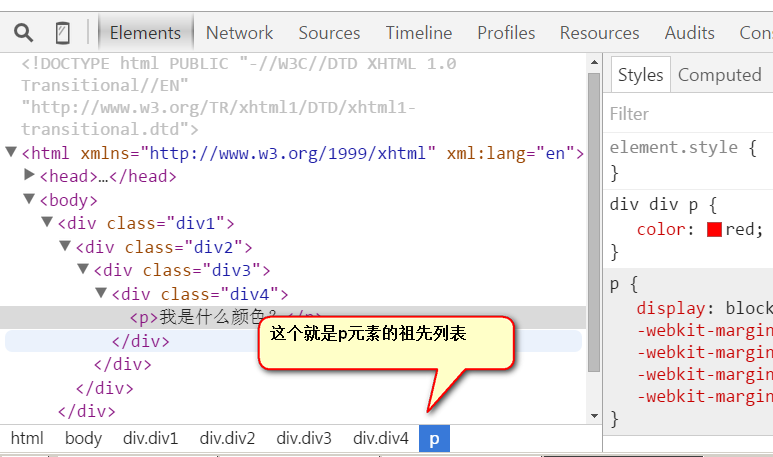 Elements Network Sources Timeline Profiles Resources Audits Con
<!DOCTYPE html PUBLIC "-//W3C//DTD XHTML 1.0
Transitional//EN"
"http://www.w3.org/TR/xhtml1/DTD/xhtml1-
transitional.dtd">
<html xmlns="http://www.w3.org/1999/xhtml" xml:lang="en">
<head>…</head>
<body>
<div class="div1">
<div class="div2">
<div class="div3">
<div class="div4">
<p>我是什么颜色？</p>
这个就是p元素的祖先列表
</div>
</div>
</div>
</div>
html body div.div1 div.div2 div.div3 div.div4 p
Styles Computed
Filter
element.style {
}
div div p {
color: red;
}
p {
display: block
-webkit-margin
-webkit-margin
-webkit-margin
-webkit-margin
}